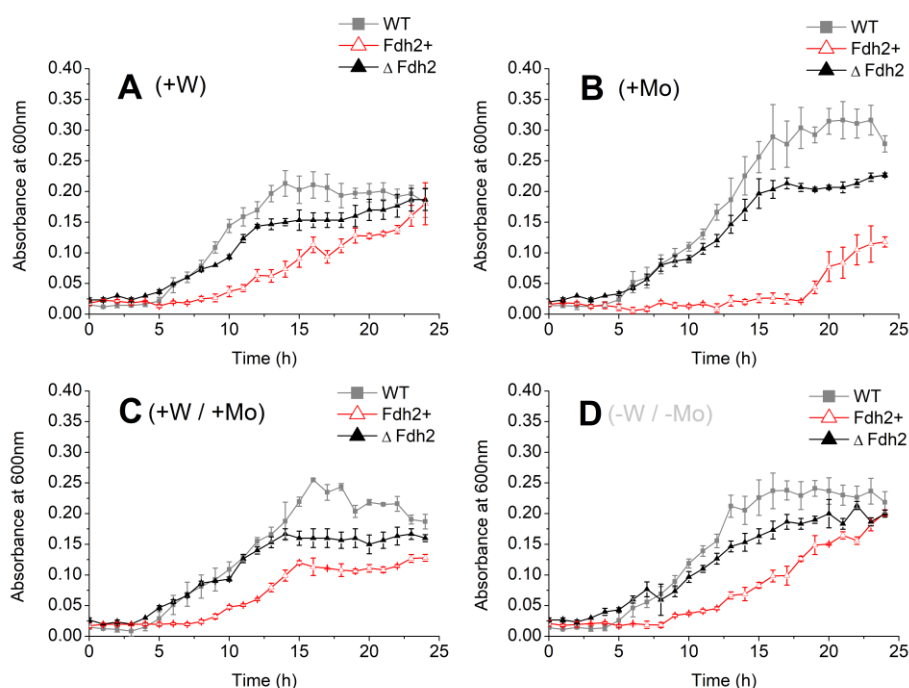 WT
Fdh2+
Δ Fdh2
A (+W)
0.40
0.35
0.30
0.25
0.20
0.15
0.10
0.05
0.00
Absorbance at 600nm
0 5 10 15 20 25
Time (h)
WT
Fdh2+
Δ Fdh2
B (+Mo)
0.40
0.35
0.30
0.25
0.20
0.15
0.10
0.05
0.00
Absorbance at 600nm
0 5 10 15 20 25
Time (h)
WT
Fdh2+
Δ Fdh2
C (+W / +Mo)
0.40
0.35
0.30
0.25
0.20
0.15
0.10
0.05
0.00
Absorbance at 600nm
0 5 10 15 20 25
Time (h)
WT
Fdh2+
Δ Fdh2
D (-W / -Mo)
0.40
0.35
0.30
0.25
0.20
0.15
0.10
0.05
0.00
Absorbance at 600nm
0 5 10 15 20 25
Time (h)